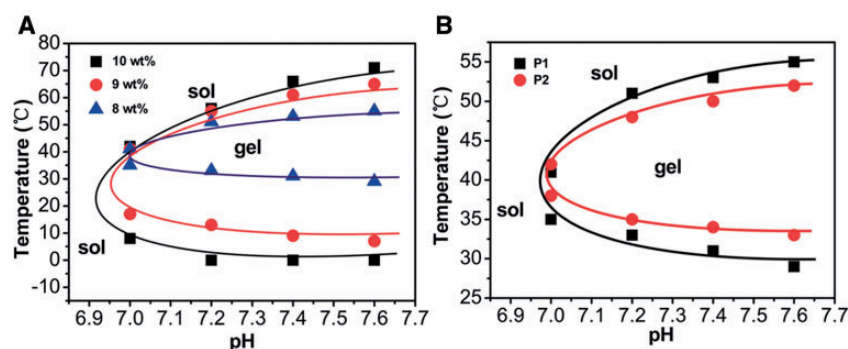 A
Temperature (℃)
80
70
60
50
40
30
20
10
0
-10
10 wt%
9 wt%
8 wt%
sol
gel
sol
6.9 7.0 7.1 7.2 7.3 7.4 7.5 7.6 7.7
pH
B
Temperature (℃)
55
50
45
40
35
30
25
P1
P2
sol
gel
sol
6.9 7.0 7.1 7.2 7.3 7.4 7.5 7.6 7.7
pH